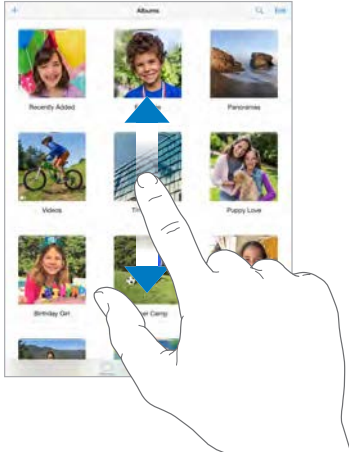 Albums
Edit
Recently Added
Panoramas
Videos
Puppy Love
Birthday Girl